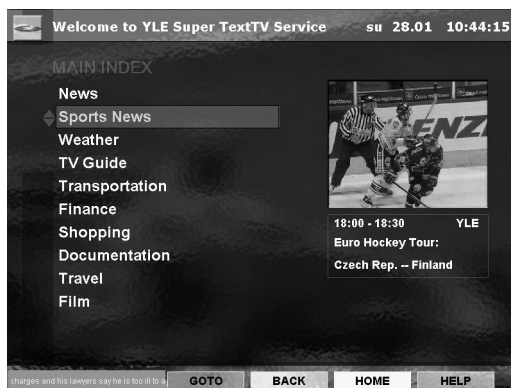 Welcome to YLE Super TextTV Service su 28.01 10:44:15
MAIN INDEX
News
Sports News
Weather
TV Guide
Transportation
Finance
Shopping
Documentation
Travel
Film
18:00 - 18:30 YLE
Euro Hockey Tour:
Czech Rep. -- Finland
charges and his lawyers say he is too ill to a
GOTO BACK HOME HELP